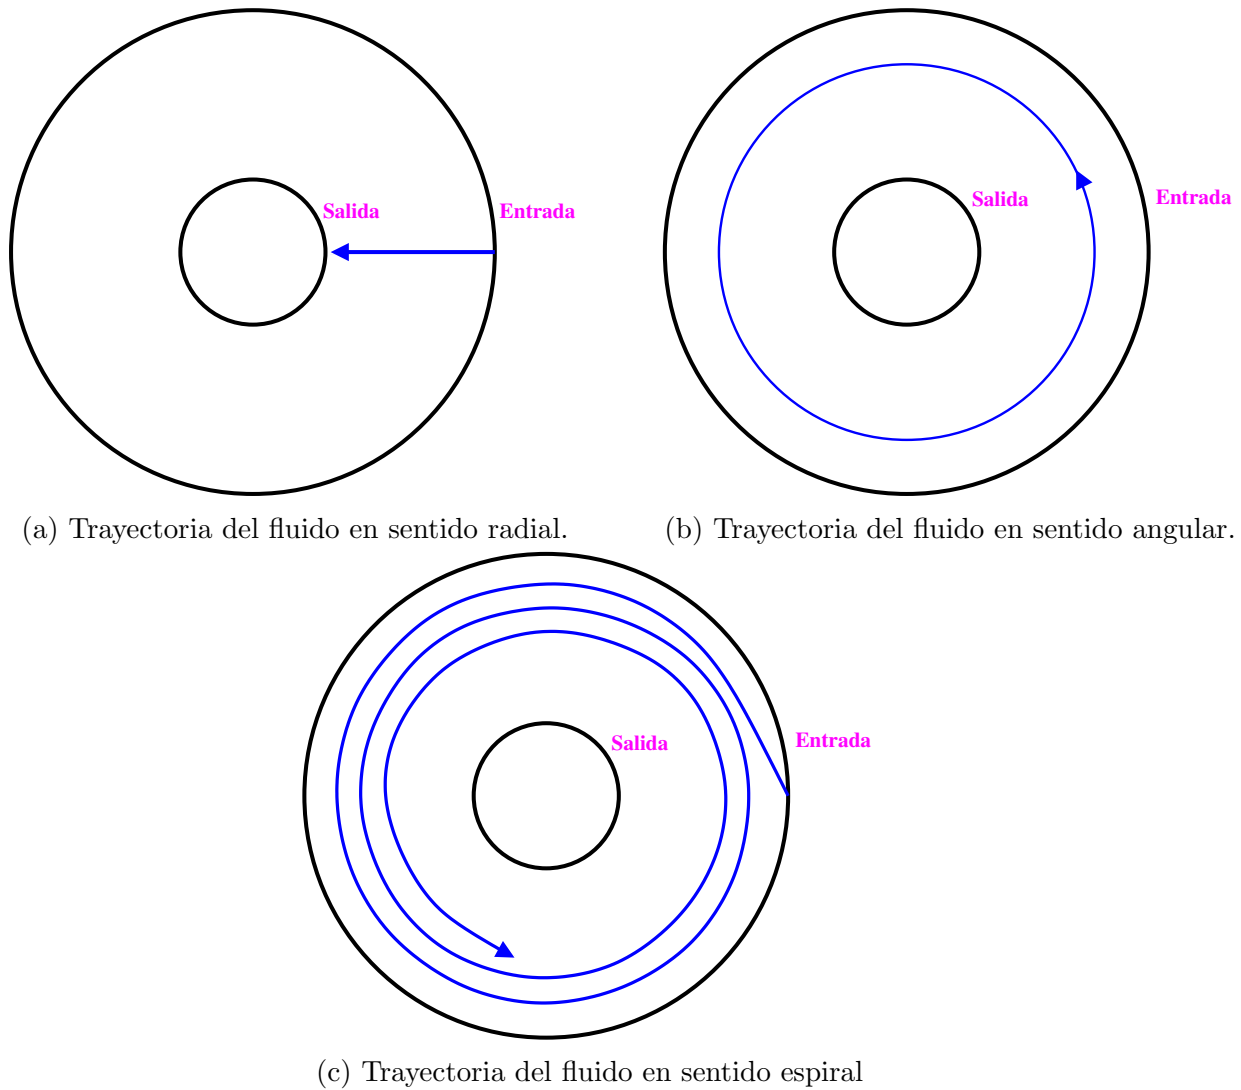 Salida
Entrada
Salida
Entrada
(a) Trayectoria del fluido en sentido radial.
(b) Trayectoria del fluido en sentido angular.
Salida
Entrada
(c) Trayectoria del fluido en sentido espiral